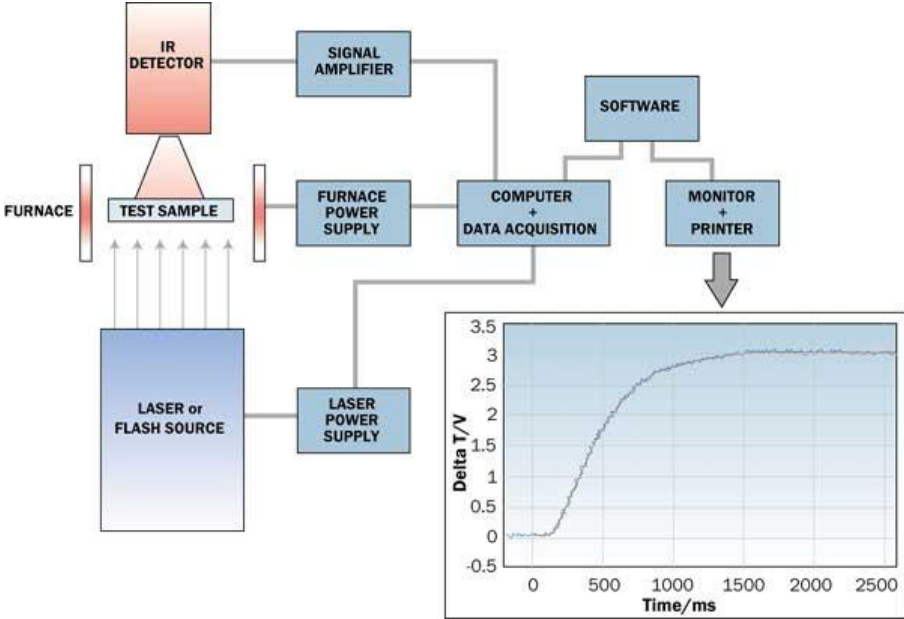 IR
DETECTOR
SIGNAL
AMPLIFIER
SOFTWARE
FURNACE
TEST SAMPLE
FURNACE
POWER
SUPPLY
COMPUTER
+
DATA ACQUISITION
MONITOR
+
PRINTER
LASER or
FLASH SOURCE
LASER
POWER
SUPPLY
Delta T/V
3.5
3
2.5
2
1.5
1
0.5
0
-0.5
0 500 1000 1500 2000 2500
Time/ms